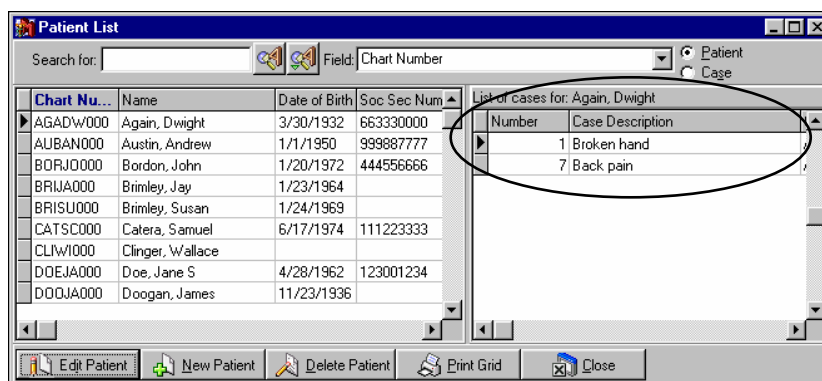 Patient List
Search for: Field: Chart Number Patient
Case
List of cases for: Again, Dwight
Chart Nu... Name Date of Birth Soc Sec Num
Number Case Description
AGADW000 Again, Dwight 3/30/1932 663330000
1 Broken hand
AUBAN000 Austin, Andrew 1/1/1950 999887777
7 Back pain
BORJO000 Bordon, John 1/20/1972 444556666
BRIJA000 Brimley, Jay 1/23/1964
BRISU000 Brimley, Susan 1/24/1969
CATSC000 Catera, Samuel 6/17/1974 111223333
CLIWI000 Clinger, Wallace
DOEJA000 Doe, Jane S 4/28/1962 123001234
DOOJA000 Doogan, James 11/23/1936
Edit Patient New Patient Delete Patient Print Grid Close